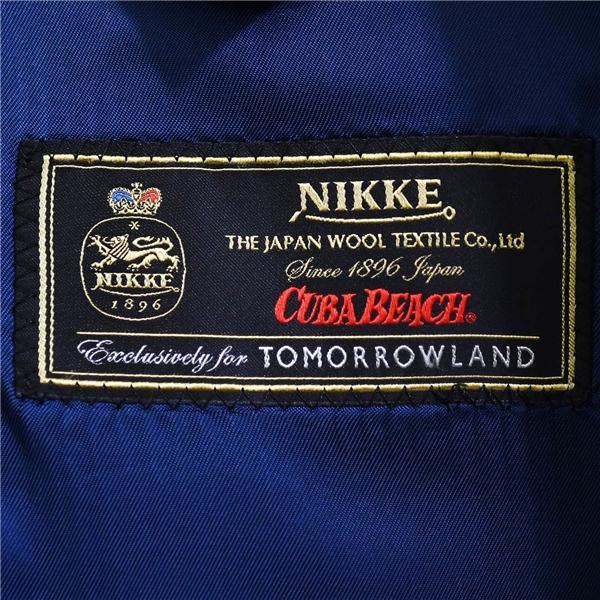 NIKKE
1896
NIKKE
THE JAPAN WOOL TEXTILE Co.,Ltd
Since 1896 Japan
CUBA BEACH®
Exclusively for TOMORROWLAND